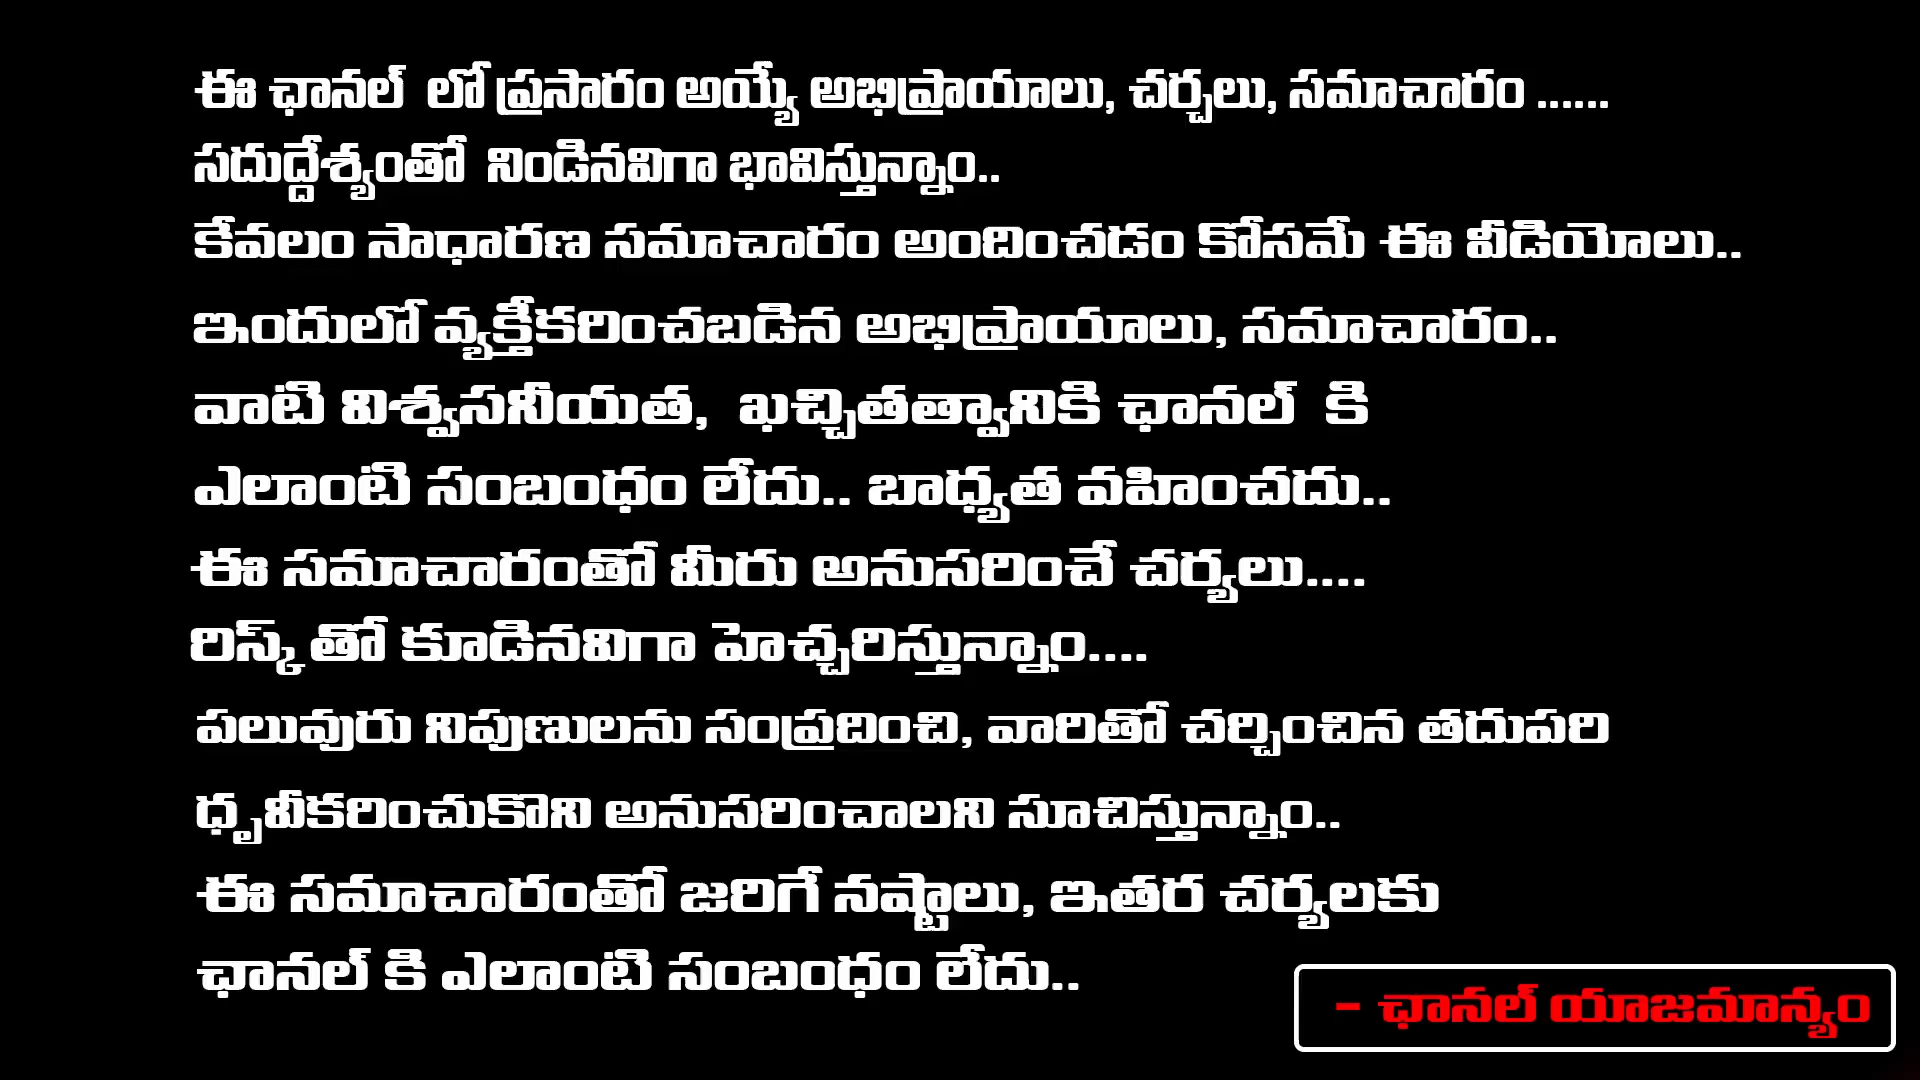 ఈ ఛానల్ లో ప్రసారం అయ్యే అభిప్రాయాలు, చర్చలు, సమాచారం ......
సదుద్దేశ్యంతో నిండినవిగా భావిస్తున్నాం..
కేవలం సాధారణ సమాచారం అందించడం కోసమే ఈ వీడియోలు..
ఇందులో వ్యక్తీకరించబడిన అభిప్రాయాలు, సమాచారం..
వాటి విశ్వసనీయత, ఖచ్చితత్వానికి ఛానల్ కి
ఎలాంటి సంబంధం లేదు.. బాధ్యత వహించదు..
ఈ సమాచారంతో మీరు అనుసరించే చర్యలు....
రిస్క్ తో కూడినవిగా హెచ్చరిస్తున్నాం....
పలువురు నిపుణులను సంప్రదించి, వారితో చర్చించిన తదుపరి
ధృవీకరించుకొని అనుసరించాలని సూచిస్తున్నాం..
ఈ సమాచారంతో జరిగే నష్టాలు, ఇతర చర్యలకు
ఛానల్ కి ఎలాంటి సంబంధం లేదు..
- ఛానల్ యాజమాన్యం